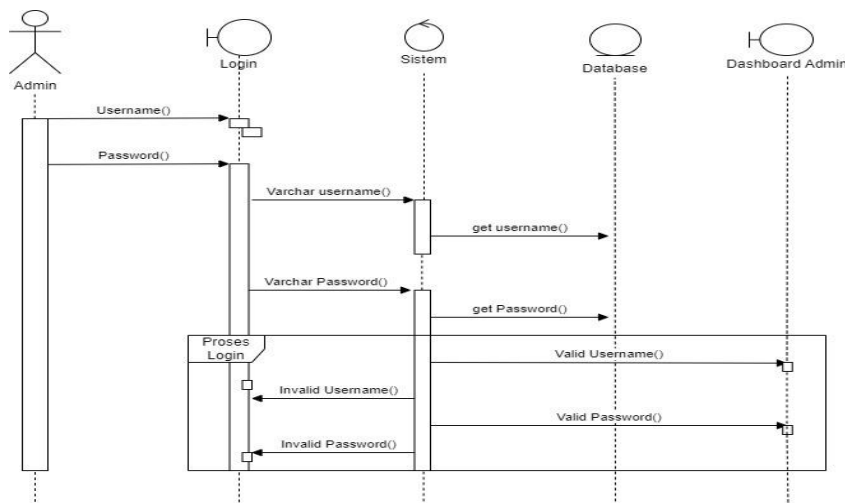 Admin
Login
Sistem
Database
Dashboard Admin
Username()
Password()
Varchar username()
get username()
Varchar Password()
get Password()
Proses
Login
Valid Username()
Invalid Username()
Valid Password()
Invalid Password()